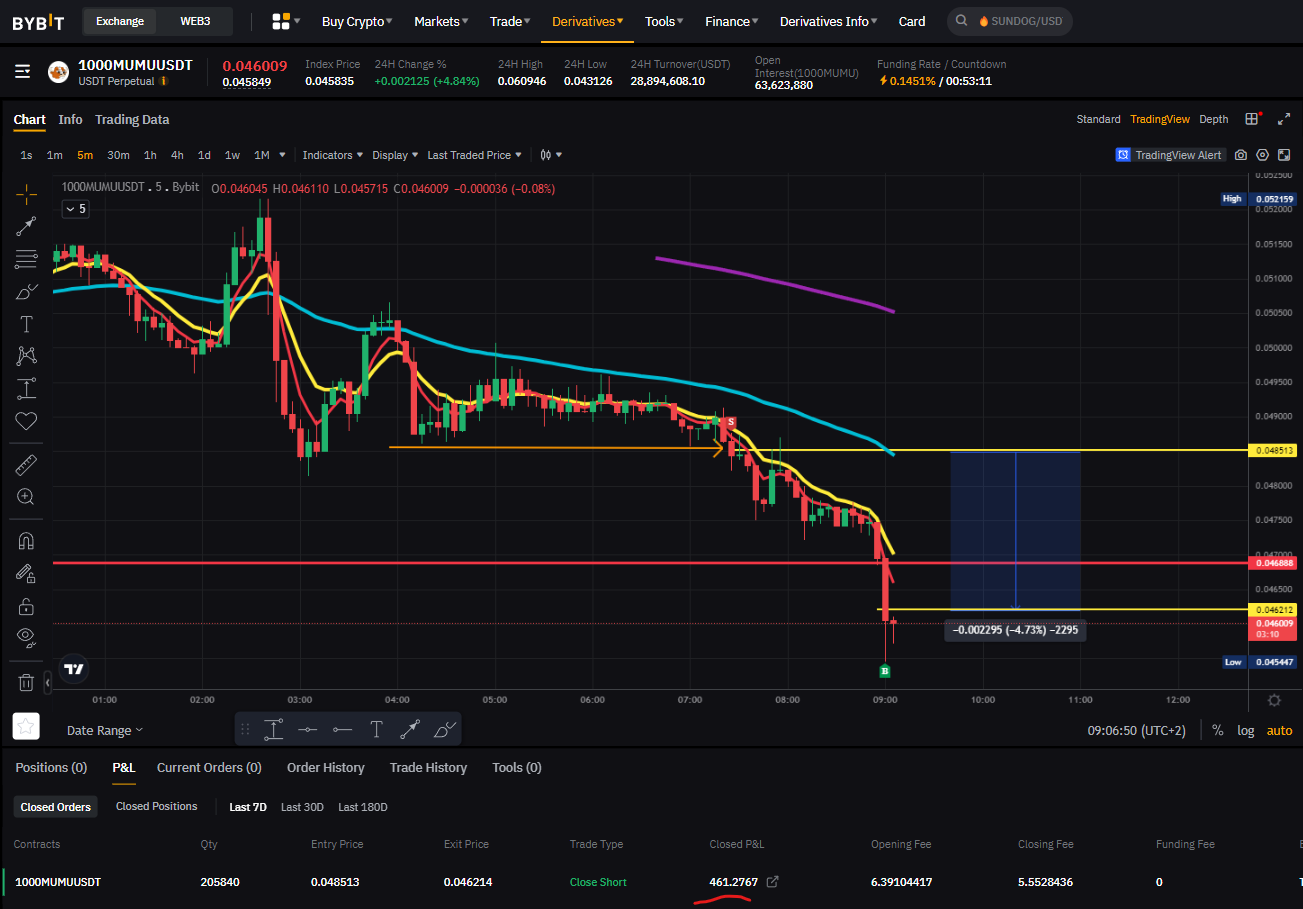 BYBIT Exchange WEB3 Buy Crypto Markets Trade Derivatives Tools Finance Derivatives Info Card SUNDOG/USD
1000MUMUUSDT 0.046009 Index Price 24H Change % 24H High 24H Low 24H Turnover(USDT) Open Interest(1000MUMU) Funding Rate / Countdown
USDT Perpetual 0.045849 0.045835 +0.002125 (+4.84%) 0.060946 0.043126 28,894,608.10 63,623,880 0.1451% / 00:53:11
Chart Info Trading Data Standard TradingView Depth
1s 1m 5m 30m 1h 4h 1d 1w 1M Indicators Display Last Traded Price TradingView Alert
1000MUMUUSDT . 5 . Bybit O0.046045 H0.046110 L0.045715 C0.046009 −0.000036 (−0.08%)
5
0.052500
High 0.052159
0.052000
0.051500
0.051000
0.050500
0.050000
0.049500
0.049000
S
0.048513
0.048000
0.047500
0.047000
0.046888
0.046500
0.046212
0.046009
03:10
−0.002295 (−4.73%) −2295
Low 0.045447
B
01:00 02:00 03:00 04:00 05:00 06:00 07:00 08:00 09:00 10:00 11:00 12:00
Date Range 09:06:50 (UTC+2) % log auto
Positions (0) P&L Current Orders (0) Order History Trade History Tools (0)
Closed Orders Closed Positions Last 7D Last 30D Last 180D
Contracts Qty Entry Price Exit Price Trade Type Closed P&L Opening Fee Closing Fee Funding Fee
1000MUMUUSDT 205840 0.048513 0.046214 Close Short 461.2767 6.39104417 5.5528436 0